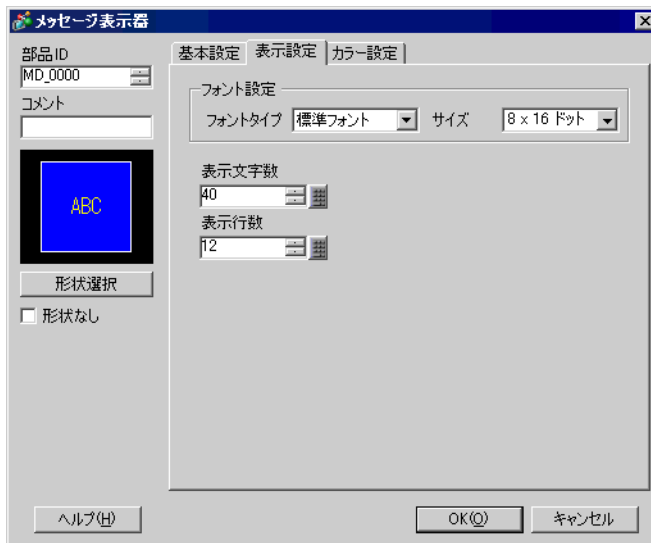 メッセージ表示器
部品ID
MD_0000
コメント
ABC
形状選択
形状なし
基本設定 表示設定 カラー設定
フォント設定
フォントタイプ 標準フォント サイズ 8 x 16 ドット
表示文字数
40
表示行数
12
ヘルプ(H) OK(O) キャンセル